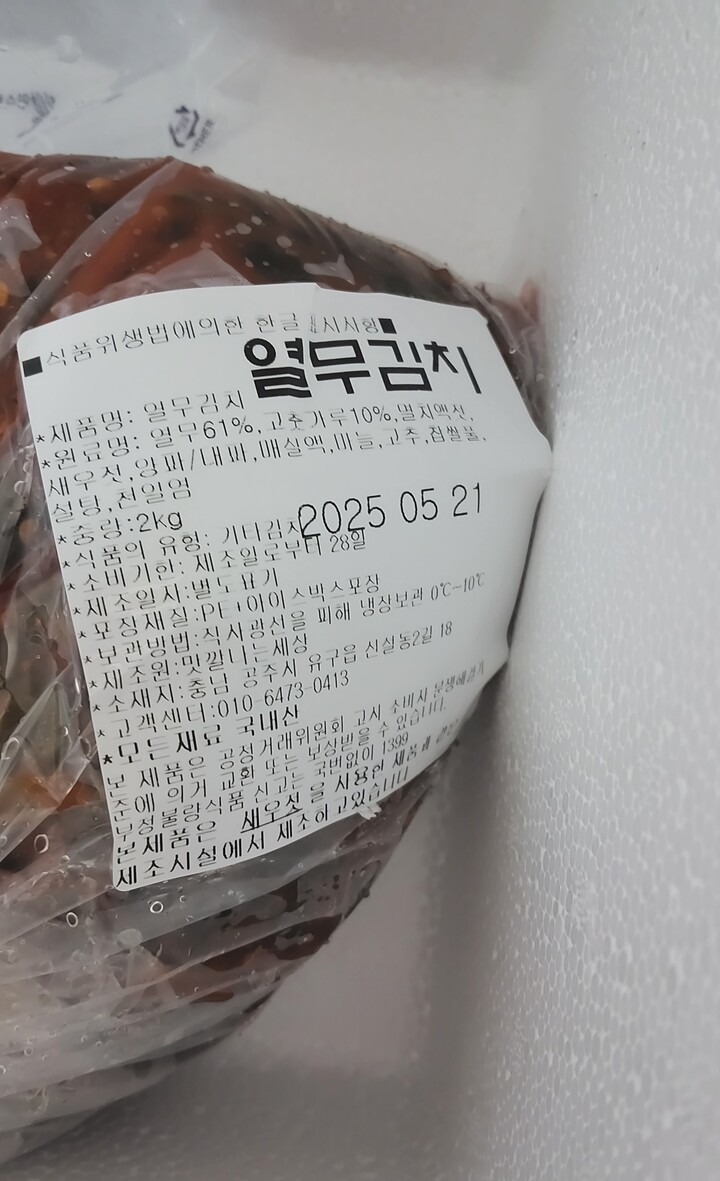 ■식품위생법에의한 한글 표시사항■
열무김치
*제품명: 열무김치
*원료명: 열무61%,고춧가루10%,멸치액젓,
새우젓,양파/대파,매실액,마늘,고추,찹쌀풀,
설탕,천일염
*중량:2kg
2025 05 21
*식품의 유형: 기타김치
*소비기한: 제조일로부터 28일
*제조일자:별도표기
*포장재질:PE+아이스박스포장
*보관방법:직사광선을 피해 냉장보관 0℃~10℃
*제조원:맛깔나는세상
*소재지:충남 공주시 유구읍 신실동2길 18
*고객센터:010-6473-0413
*모든재료 국내산
본 제품은 공정거래위원회 고시 소비자 분쟁해결기
준에 의거 교환 또는 보상받을 수 있습니다.
부정불량식품 신고는 국번없이 1399
본제품은 새우젓을 사용한 제품과 같은
제조시설에서 제조하고있습니다